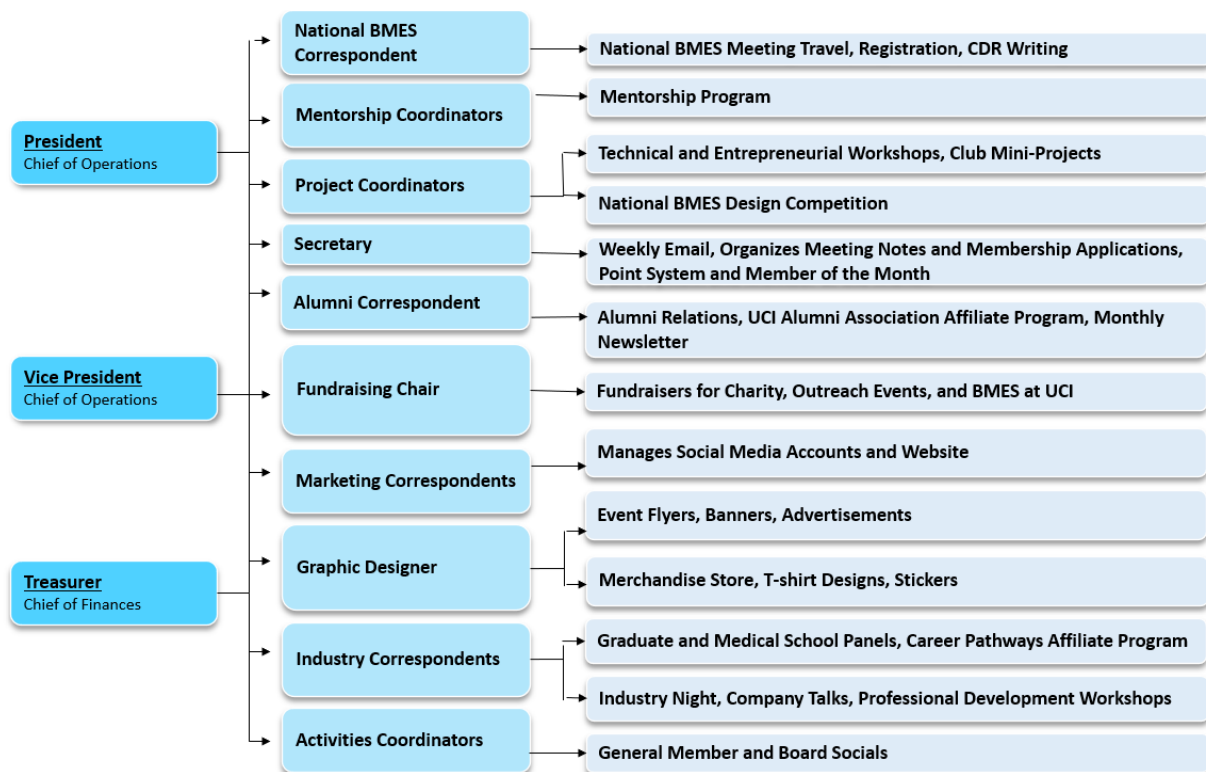 President
Chief of Operations
Vice President
Chief of Operations
Treasurer
Chief of Finances
National BMES
Correspondent
National BMES Meeting Travel, Registration, CDR Writing
Mentorship Coordinators
Mentorship Program
Project Coordinators
Technical and Entrepreneurial Workshops, Club Mini-Projects
National BMES Design Competition
Secretary
Weekly Email, Organizes Meeting Notes and Membership Applications,
Point System and Member of the Month
Alumni Correspondent
Alumni Relations, UCI Alumni Association Affiliate Program, Monthly
Newsletter
Fundraising Chair
Fundraisers for Charity, Outreach Events, and BMES at UCI
Marketing Correspondents
Manages Social Media Accounts and Website
Graphic Designer
Event Flyers, Banners, Advertisements
Merchandise Store, T-shirt Designs, Stickers
Industry Correspondents
Graduate and Medical School Panels, Career Pathways Affiliate Program
Industry Night, Company Talks, Professional Development Workshops
Activities Coordinators
General Member and Board Socials